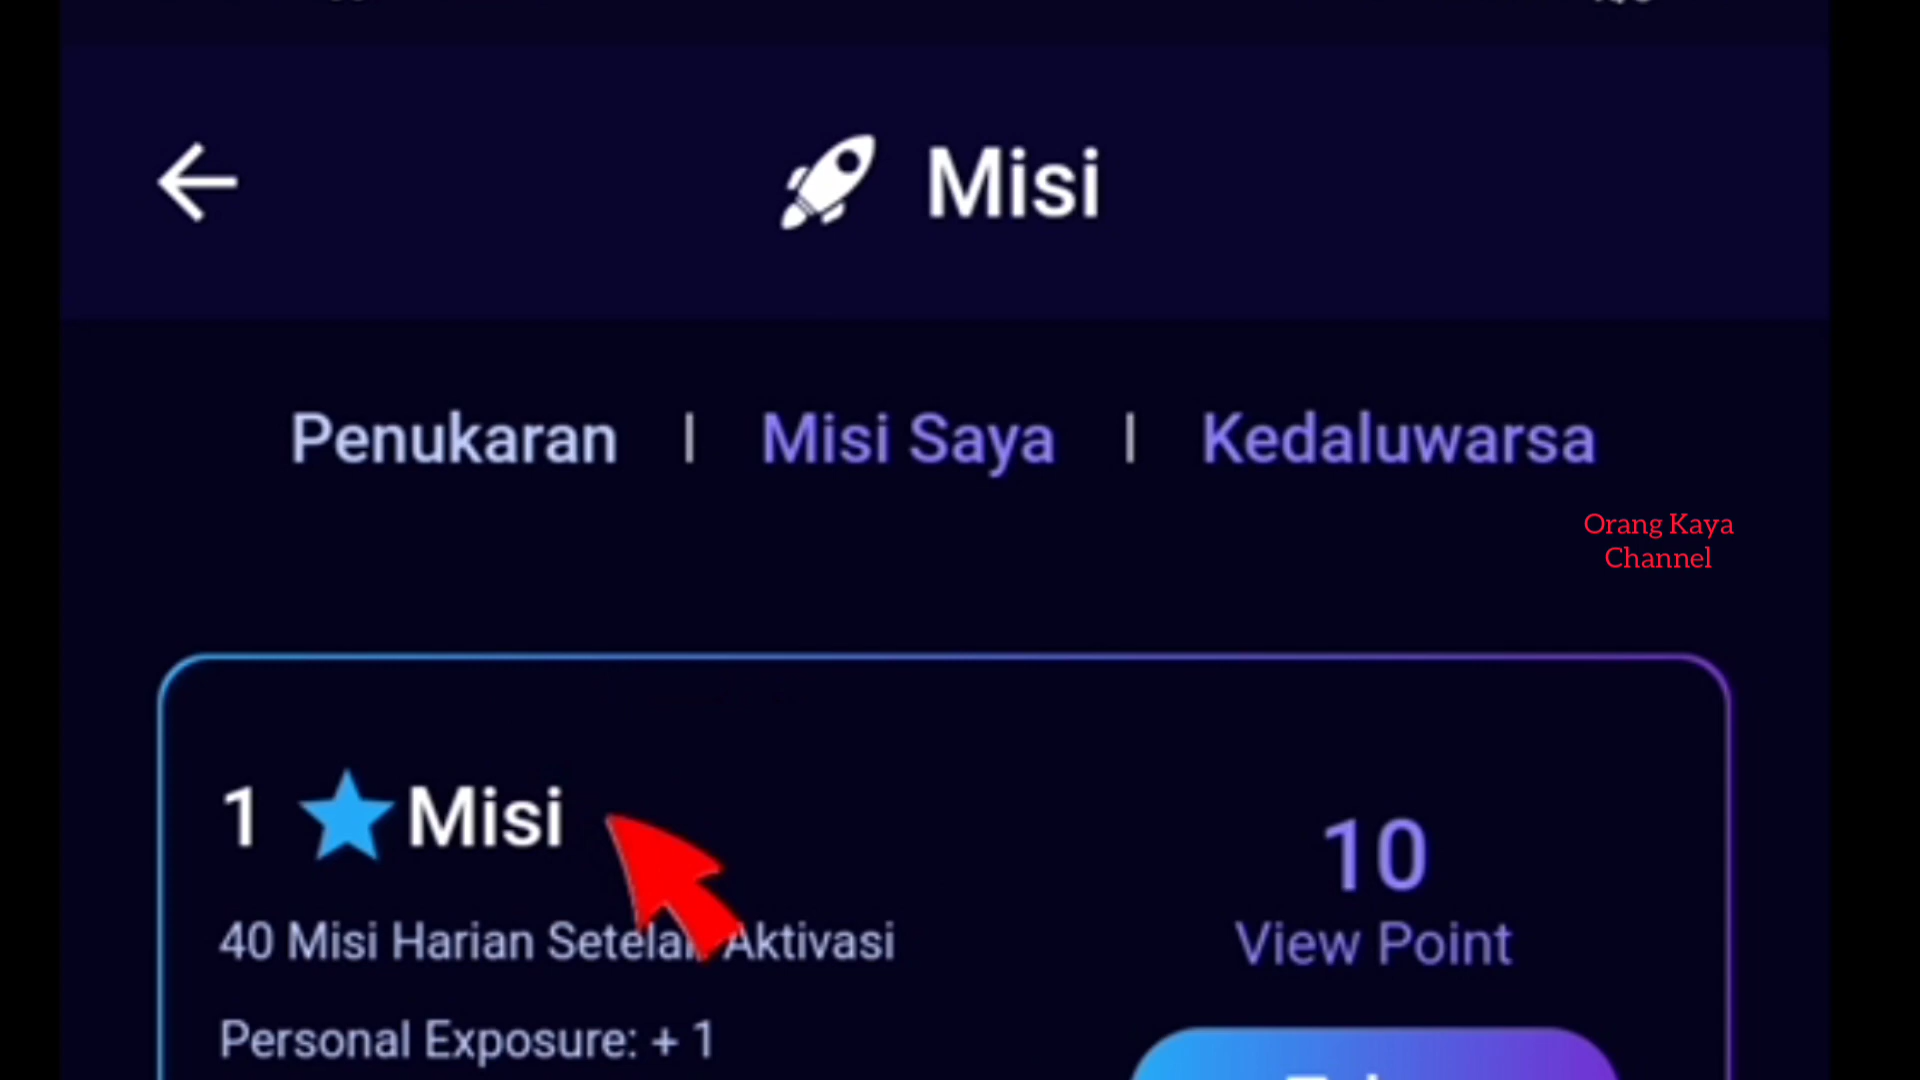 Misi
Penukaran | Misi Saya | Kedaluwarsa
Orang Kaya
Channel
1 Misi
10
40 Misi Harian Aktivasi
View Point
Personal Exposure: + 1